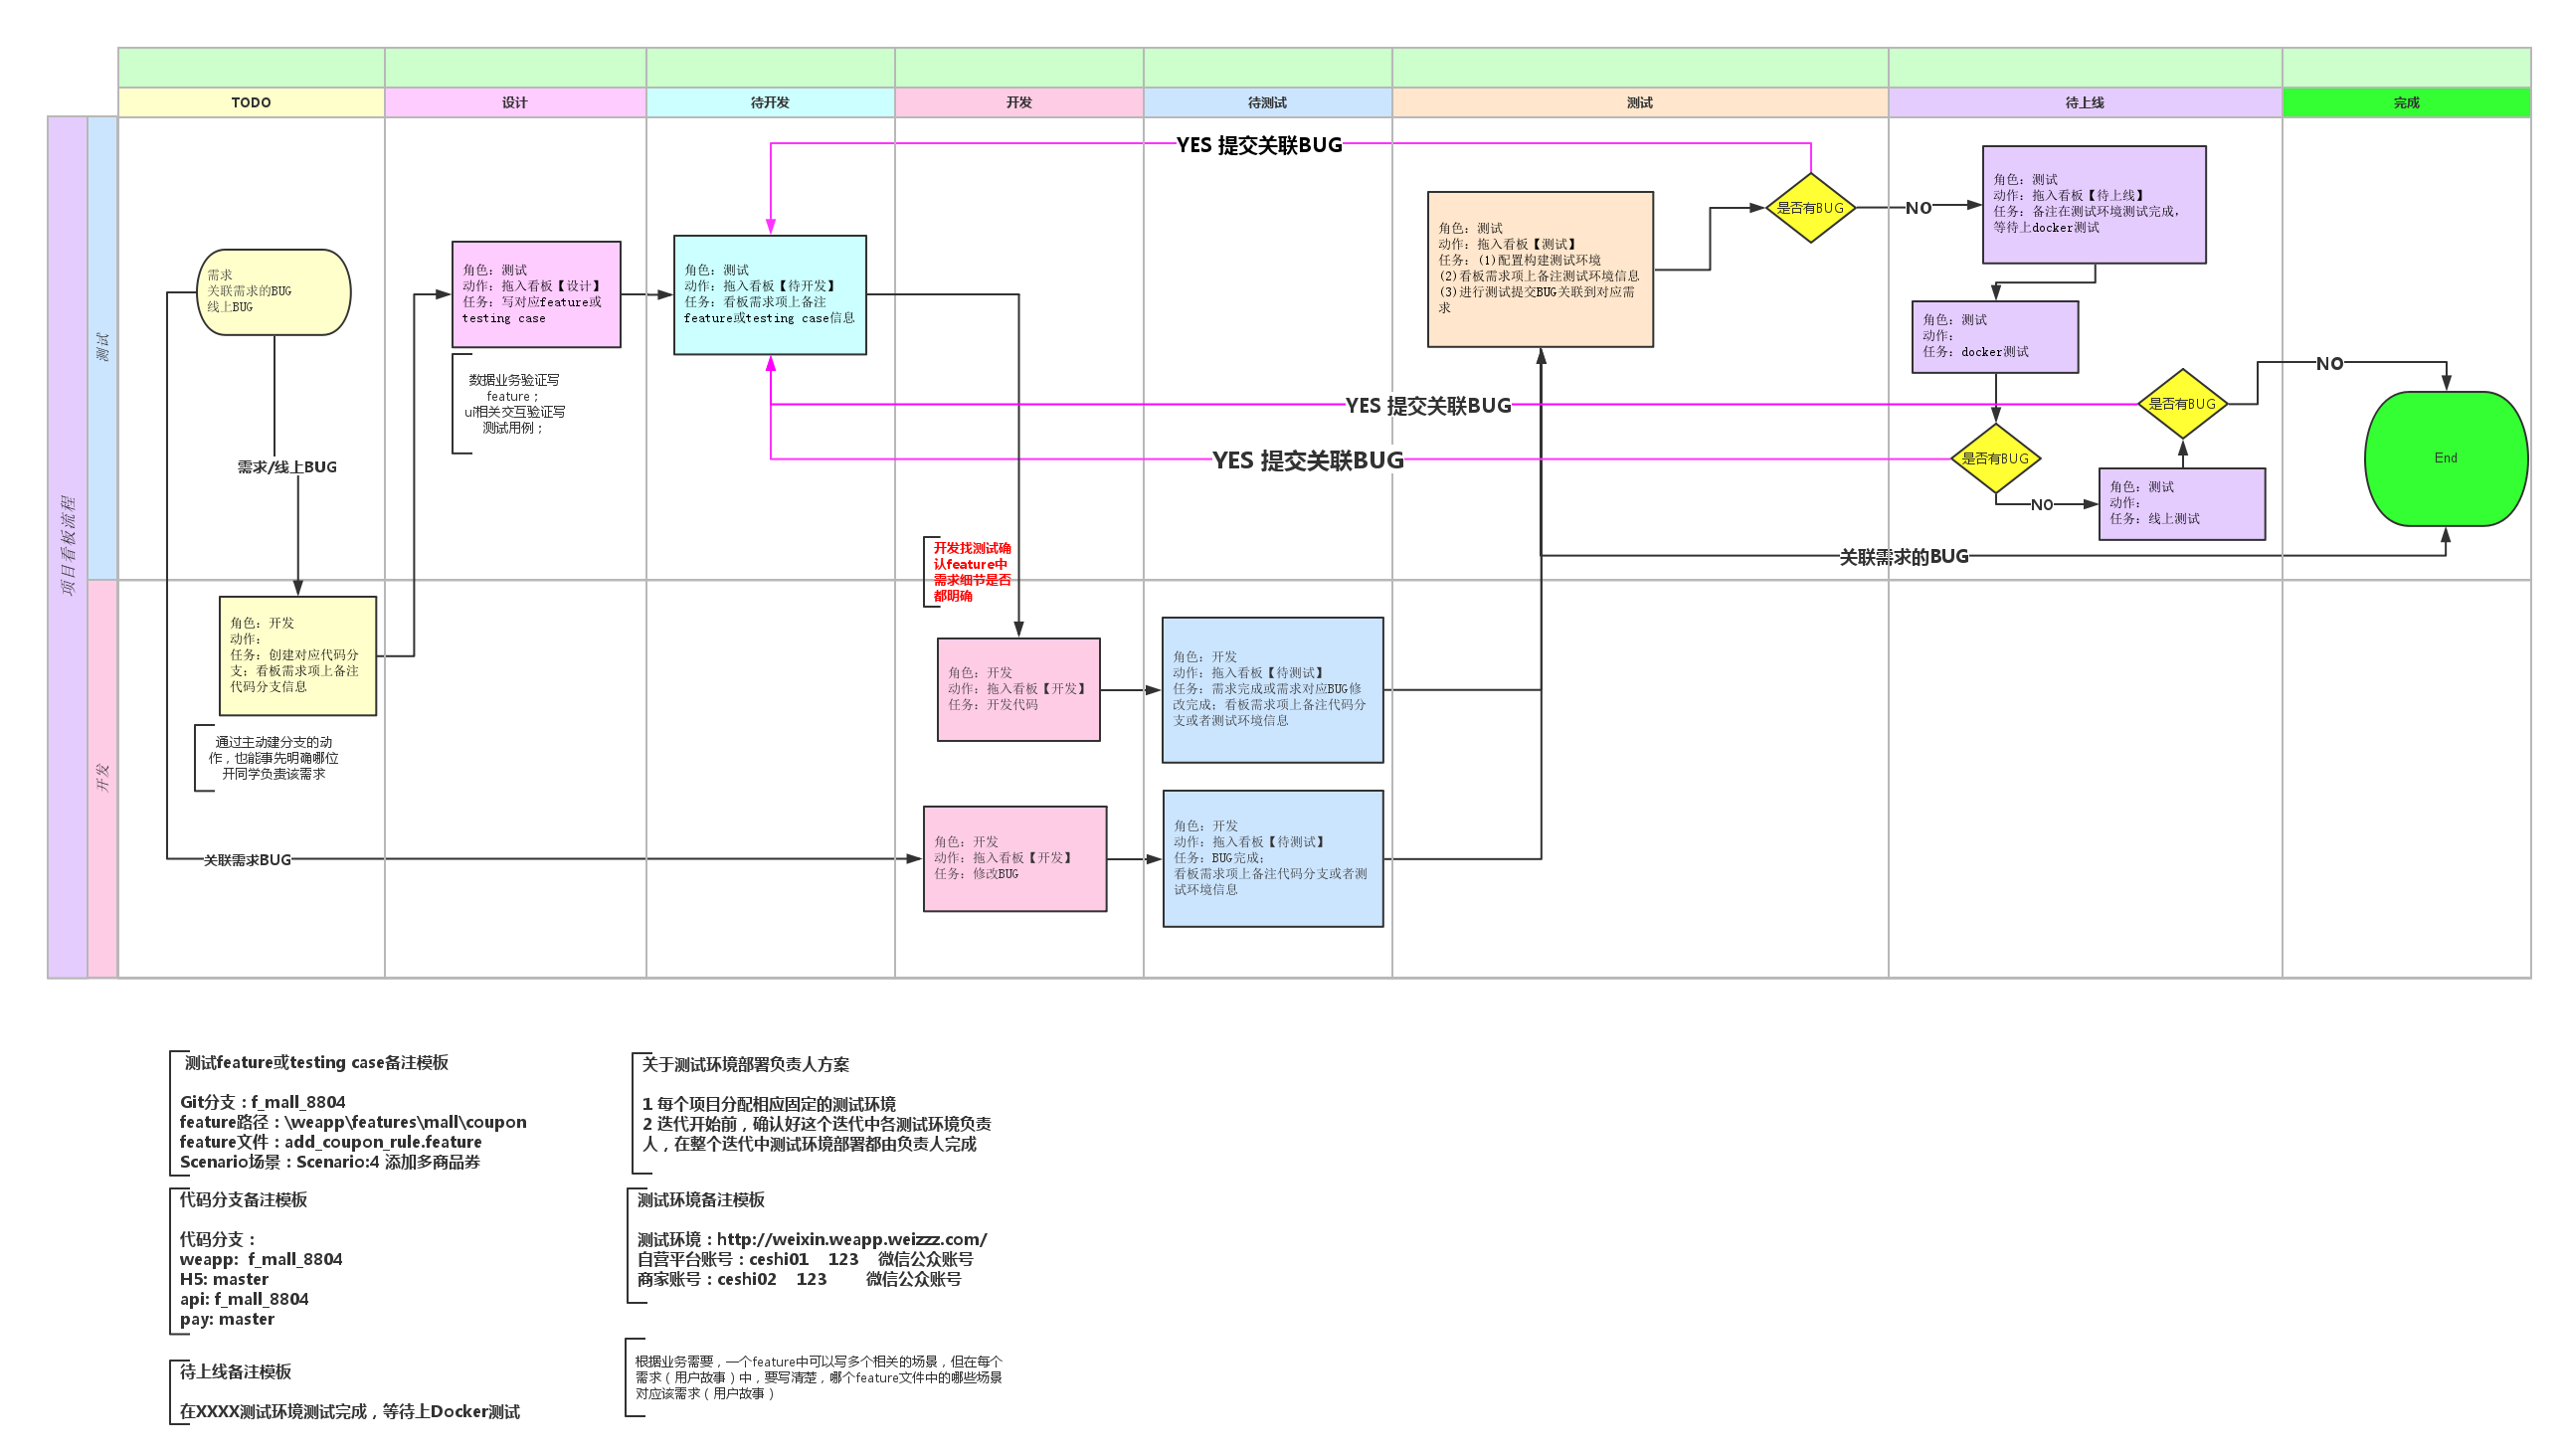 TODO
设计
待开发
开发
待测试
测试
待上线
完成
项目看板流程
测试
开发
需求
关联需求的BUG
线上BUG
需求/线上BUG
角色: 开发
动作:
任务: 创建对应代码分
支; 看板需求项上备注
代码分支信息
通过主动建分支的动
作，也能事先明确哪位
开同学负责该需求
关联需求BUG
角色: 测试
动作: 拖入看板【设计】
任务: 写对应feature或
testing case
数据业务验证写
feature；
ui相关交互验证写
测试用例；
角色: 测试
动作: 拖入看板【待开发】
任务: 看板需求项上备注
feature或testing case信息
开发找测试确
认feature中
需求细节是否
都明确
角色: 开发
动作: 拖入看板【开发】
任务: 开发代码
角色: 开发
动作: 拖入看板【开发】
任务: 修改BUG
角色: 开发
动作: 拖入看板【待测试】
任务: 需求完成或需求对应BUG修
改完成; 看板需求项上备注代码分
支或者测试环境信息
角色: 开发
动作: 拖入看板【待测试】
任务: BUG完成;
看板需求项上备注代码分支或者测
试环境信息
YES 提交关联BUG
YES 提交关联BUG
YES 提交关联BUG
角色: 测试
动作: 拖入看板【测试】
任务: (1)配置构建测试环境
(2)看板需求项上备注测试环境信息
(3)进行测试提交BUG关联到对应需
求
是否有BUG
NO
角色: 测试
动作: 拖入看板【待上线】
任务: 备注在测试环境测试完成,
等待上docker测试
角色: 测试
动作:
任务: docker测试
是否有BUG
NO
角色: 测试
动作:
任务: 线上测试
是否有BUG
NO
关联需求的BUG
End
测试feature或testing case备注模板
Git分支：f_mall_8804
feature路径：\weapp\features\mall\coupon
feature文件：add_coupon_rule.feature
Scenario场景：Scenario:4 添加多商品券
代码分支备注模板
代码分支：
weapp: f_mall_8804
H5: master
api: f_mall_8804
pay: master
待上线备注模板
在XXXX测试环境测试完成，等待上Docker测试
关于测试环境部署负责人方案
1 每个项目分配相应固定的测试环境
2 迭代开始前，确认好这个迭代中各测试环境负责
人，在整个迭代中测试环境部署都由负责人完成
测试环境备注模板
测试环境：http://weixin.weapp.weizzz.com/
自营平台账号：ceshi01 123 微信公众账号
商家账号：ceshi02 123 微信公众账号
根据业务需要，一个feature中可以写多个相关的场景，但在每个
需求（用户故事）中，要写清楚，哪个feature文件中的哪些场景
对应该需求（用户故事）